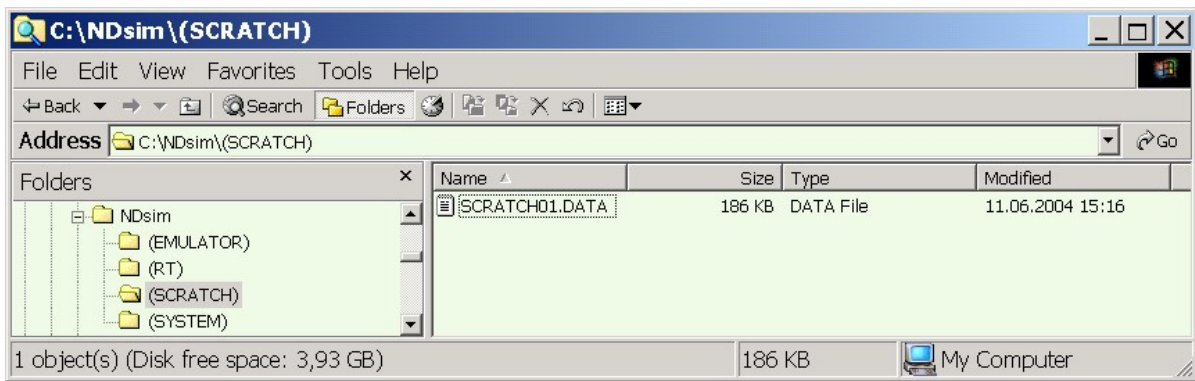 C:\NDsim\(SCRATCH)
File Edit View Favorites Tools Help
Back Search Folders
Address C:\NDsim\(SCRATCH) Go
Folders
NDsim
(EMULATOR)
(RT)
(SCRATCH)
(SYSTEM)
Name Size Type Modified
SCRATCH01.DATA 186 KB DATA File 11.06.2004 15:16
1 object(s) (Disk free space: 3,93 GB) 186 KB My Computer